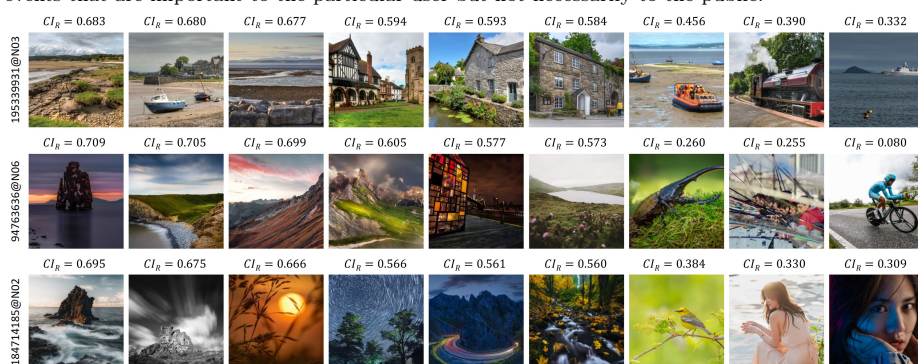 events that are important to the particular user but not necessarily to the public.
CI_R = 0.683 CI_R = 0.680 CI_R = 0.677 CI_R = 0.594 CI_R = 0.593 CI_R = 0.584 CI_R = 0.456 CI_R = 0.390 CI_R = 0.332
195339931@N03
CI_R = 0.709 CI_R = 0.705 CI_R = 0.699 CI_R = 0.605 CI_R = 0.577 CI_R = 0.573 CI_R = 0.260 CI_R = 0.255 CI_R = 0.080
94763636@N06
CI_R = 0.695 CI_R = 0.675 CI_R = 0.666 CI_R = 0.566 CI_R = 0.561 CI_R = 0.560 CI_R = 0.384 CI_R = 0.330 CI_R = 0.309
184714185@N02